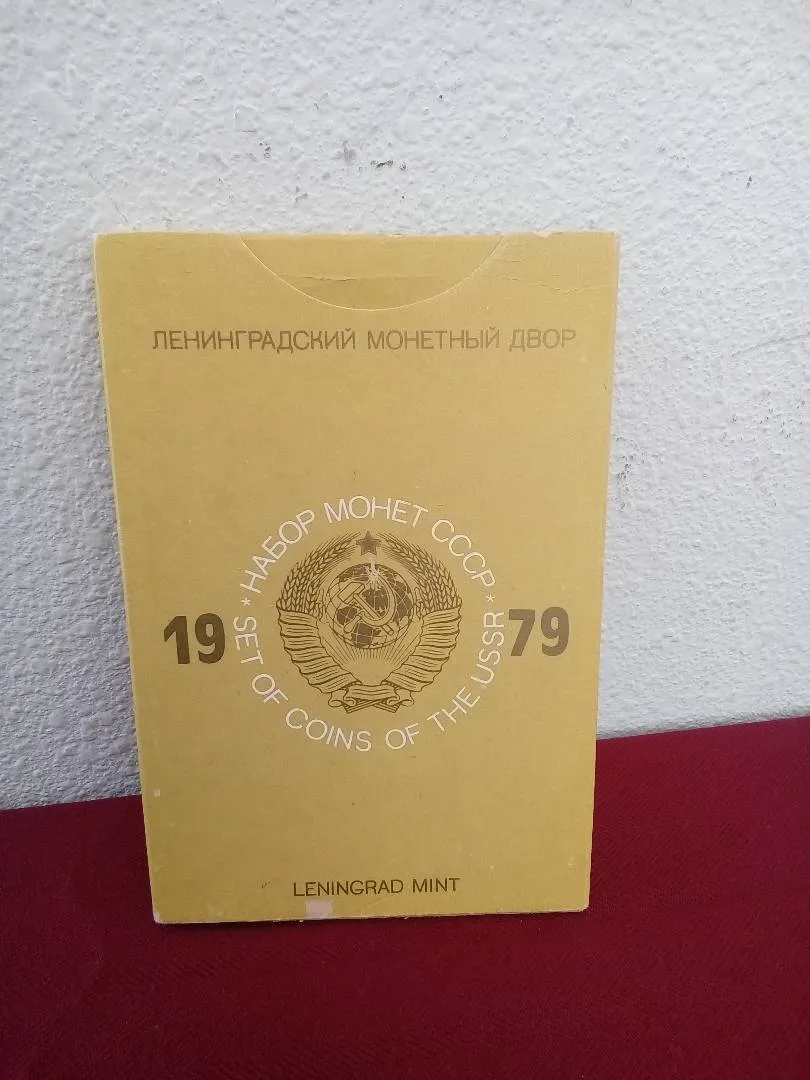 ЛЕНИНГРАДСКИЙ МОНЕТНЫЙ ДВОР
* НАБОР МОНЕТ СССР *
19 79
SET OF COINS OF THE USSR
LENINGRAD MINT